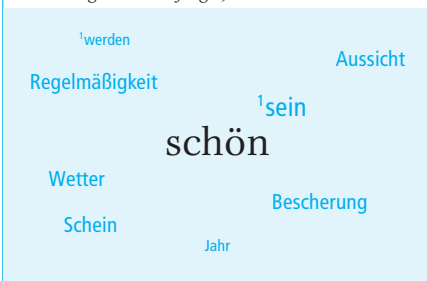 ¹werden
Aussicht
Regelmäßigkeit
¹sein
schön
Wetter
Bescherung
Schein
Jahr